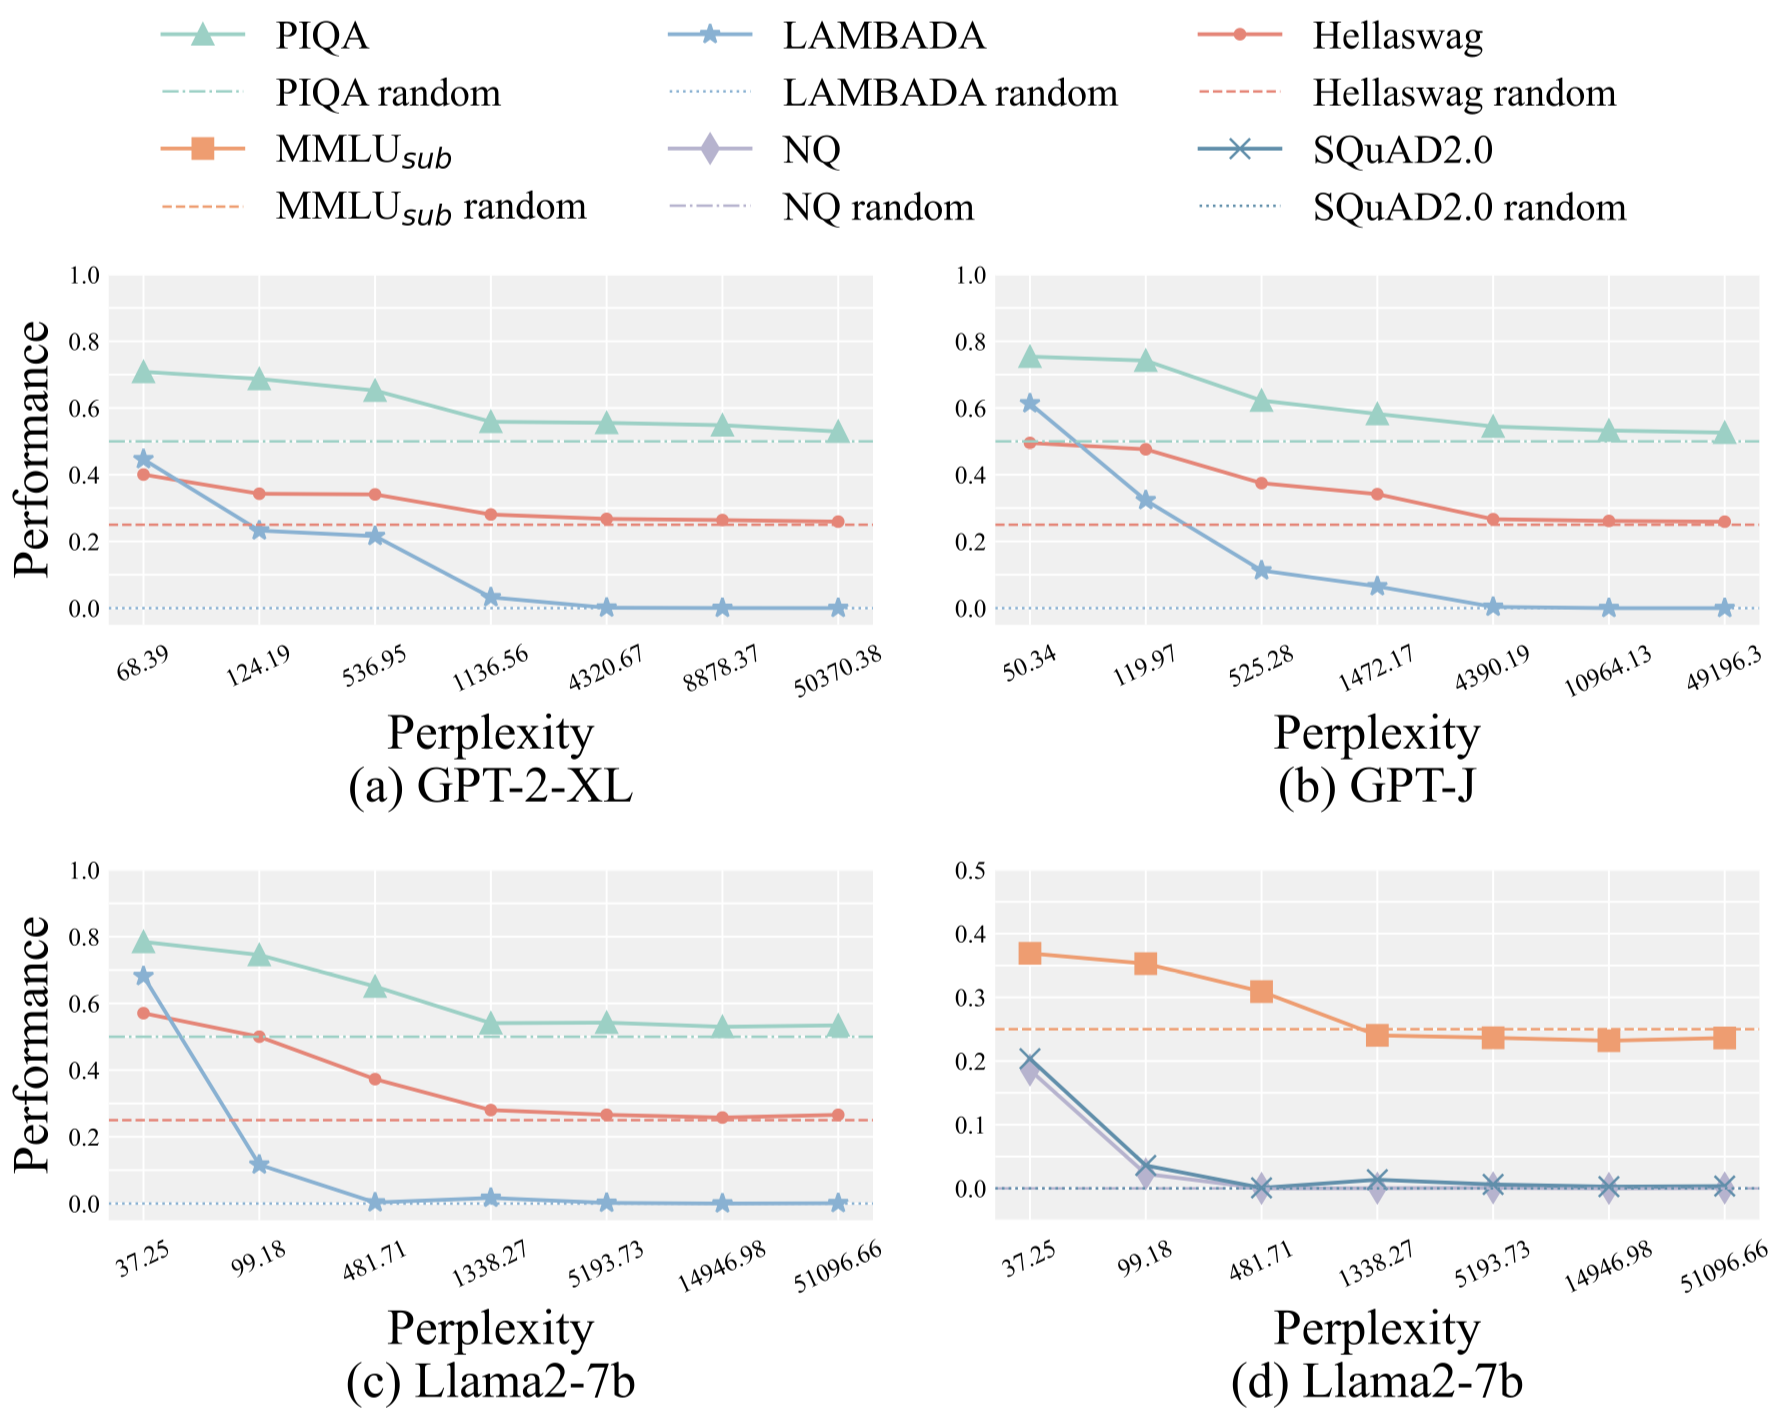 PIQA LAMBADA Hellaswag
PIQA random LAMBADA random Hellaswag random
MMLUsub NQ SQuAD2.0
MMLUsub random NQ random SQuAD2.0 random
Performance
1.0
0.8
0.6
0.4
0.2
0.0
68.39 124.19 536.95 1136.56 4320.67 8878.37 50370.38
Perplexity
(a) GPT-2-XL
1.0
0.8
0.6
0.4
0.2
0.0
50.34 119.97 525.28 1472.17 4390.19 10964.13 49196.3
Perplexity
(b) GPT-J
Performance
1.0
0.8
0.6
0.4
0.2
0.0
37.25 99.18 481.71 1338.27 5193.73 14946.98 51096.66
Perplexity
(c) Llama2-7b
0.5
0.4
0.3
0.2
0.1
0.0
37.25 99.18 481.71 1338.27 5193.73 14946.98 51096.66
Perplexity
(d) Llama2-7b